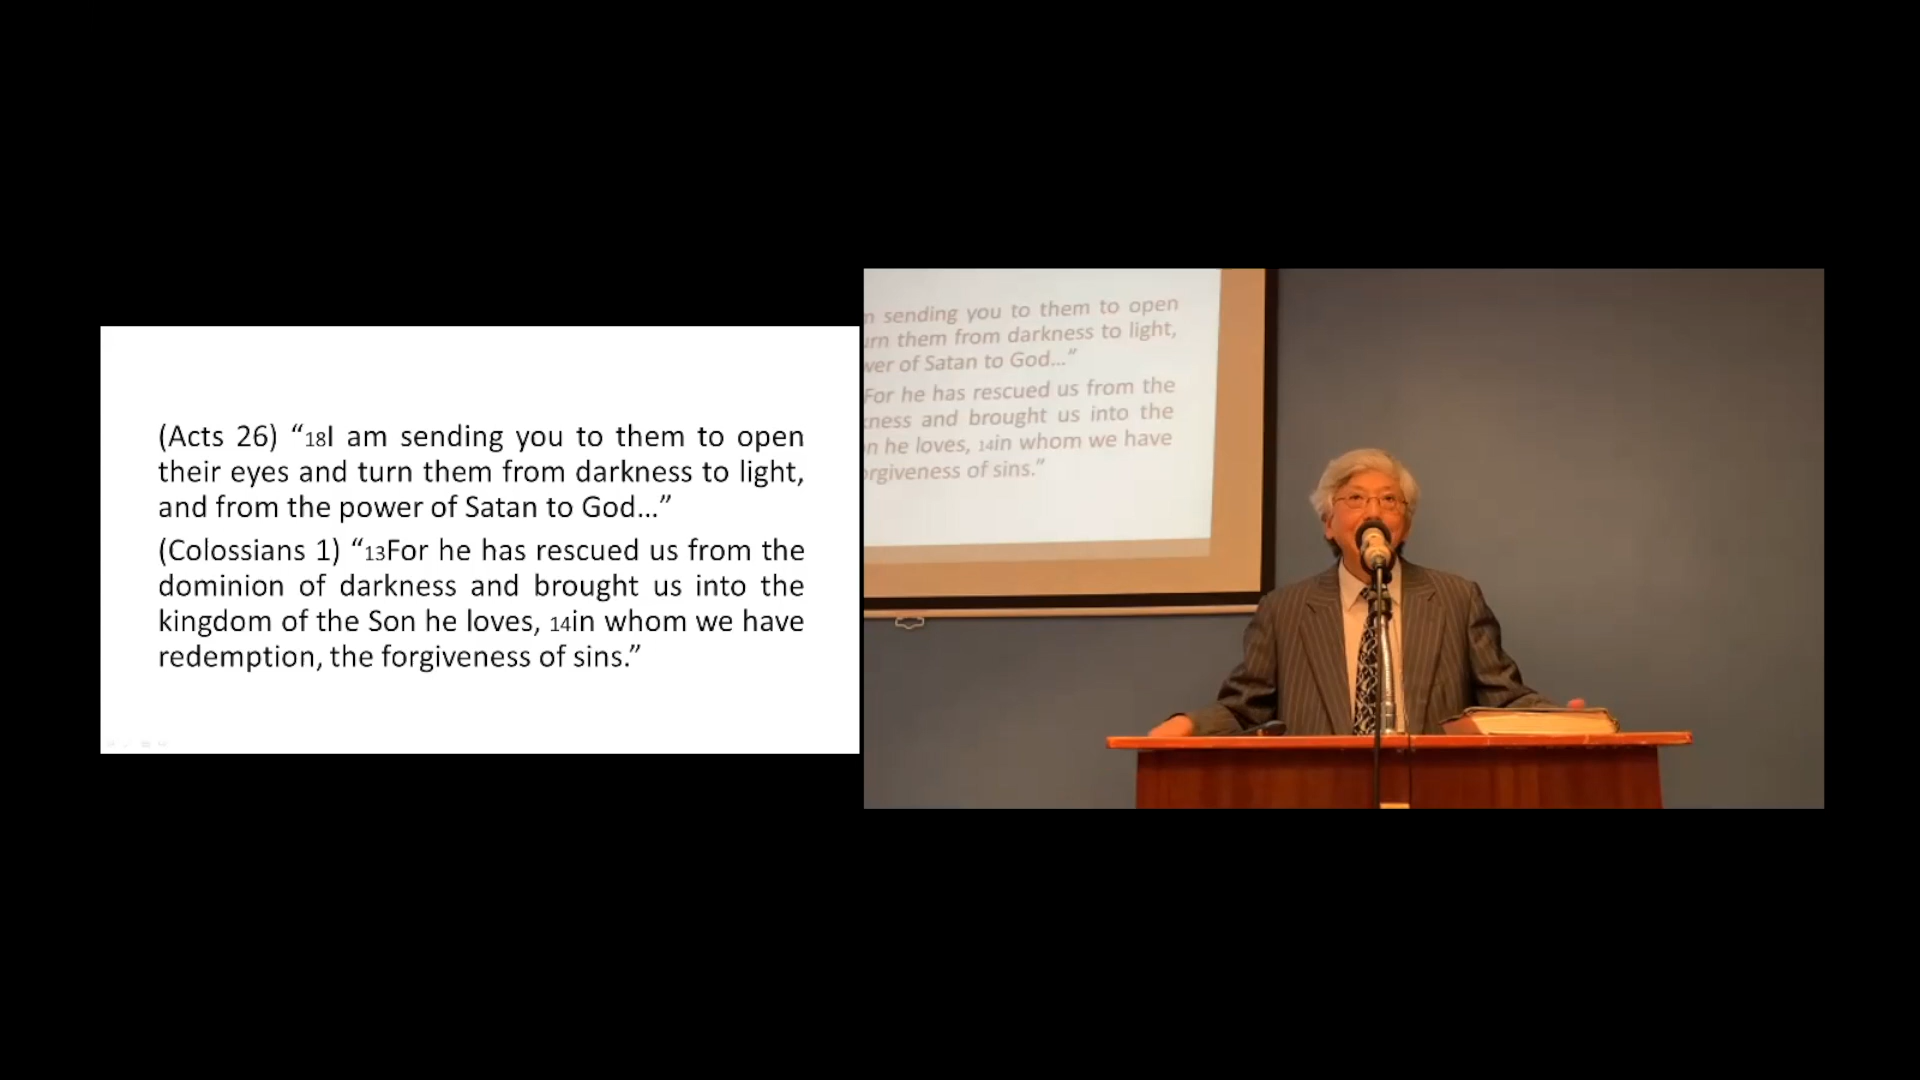 (Acts 26) “18I am sending you to them to open
their eyes and turn them from darkness to light,
and from the power of Satan to God...”
(Colossians 1) “13For he has rescued us from the
dominion of darkness and brought us into the
kingdom of the Son he loves, 14in whom we have
redemption, the forgiveness of sins.”
sending you to them to open
them from darkness to light,
of Satan to God...”
For he has rescued us from the
and brought us into the
he loves, 14in whom we have
of sins.”